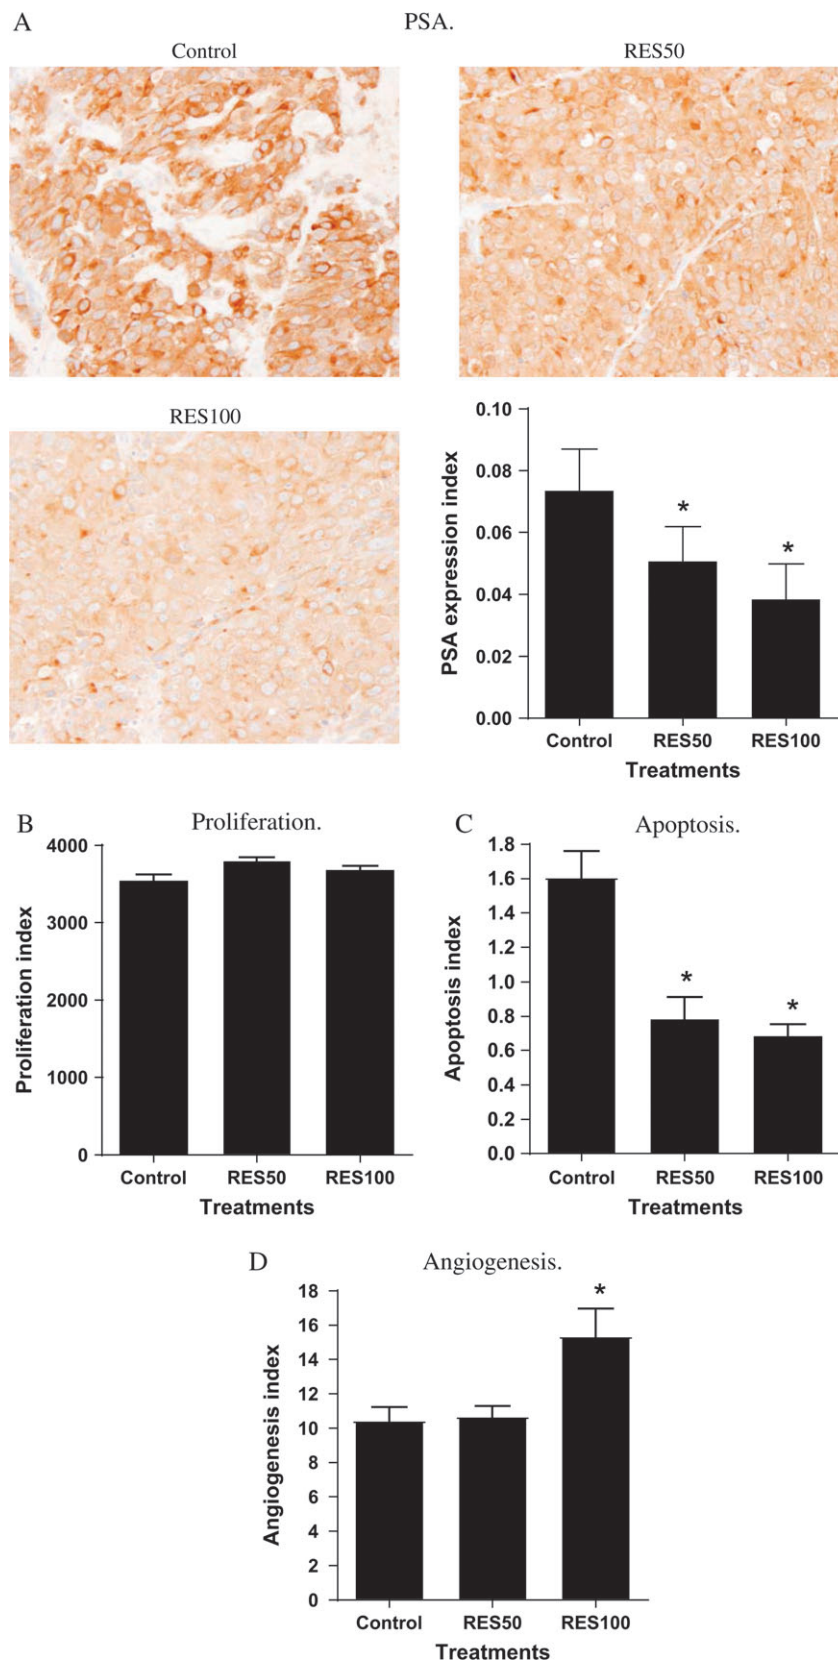 A
PSA.
Control
RES50
RES100
PSA expression index
0.10
0.08
0.06
0.04
0.02
0.00
*
*
Control RES50 RES100
Treatments
B
Proliferation.
Proliferation index
4000
3000
2000
1000
0
Control RES50 RES100
Treatments
C
Apoptosis.
Apoptosis index
1.8
1.6
1.4
1.6
1.2
1.0
0.8
0.6
0.4
0.2
0.0
*
*
Control RES50 RES100
Treatments
D
Angiogenesis.
Angiogenesis index
18
16
14
12
10
8
6
4
2
0
*
Control RES50 RES100
Treatments